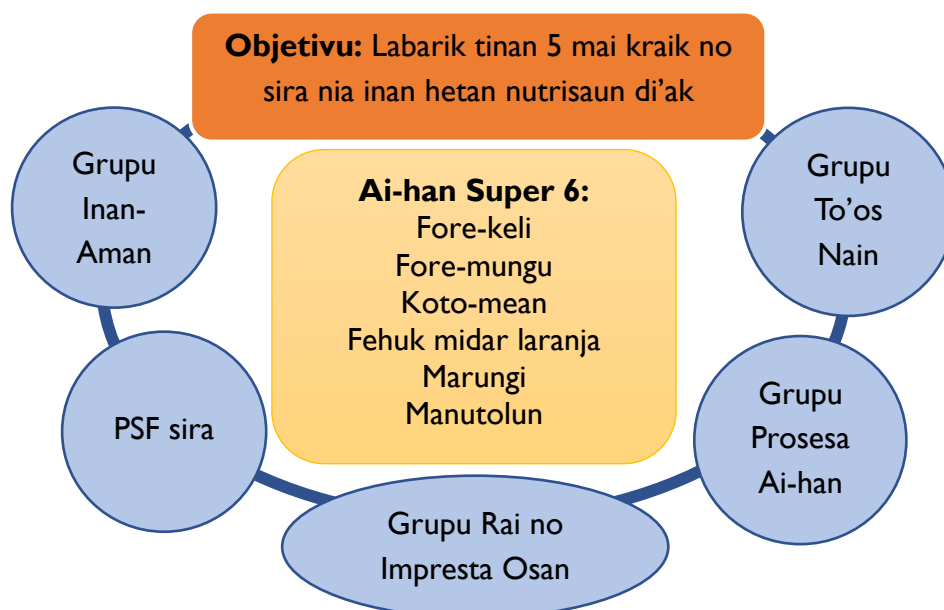 Objetivu: Labarik tinan 5 mai kraik no
sira nia inan hetan nutrisaun di’ak
Grupu
Inan-
Aman
Ai-han Super 6:
Fore-keli
Fore-mungu
Koto-mean
Fehuk midar laranja
Marungi
Manutolun
Grupu
To’os
Nain
PSF sira
Grupu
Prosesa
Ai-han
Grupu Rai no
Impresta Osan